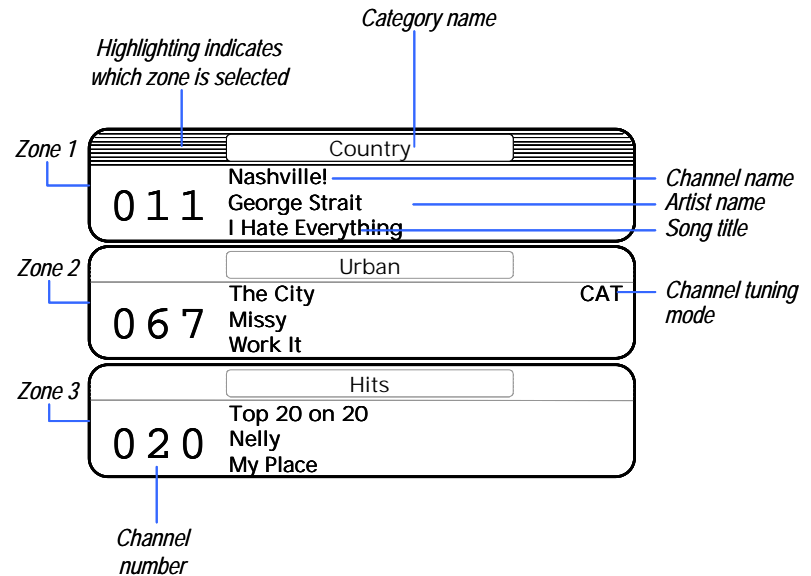 Category name
Highlighting indicates
which zone is selected
Zone 1
Country
011
Nashville!
George Strait
I Hate Everything
Channel name
Artist name
Song title
Zone 2
Urban
067
The City
Missy
Work It
CAT
Channel tuning
mode
Zone 3
Hits
020
Top 20 on 20
Nelly
My Place
Channel
number